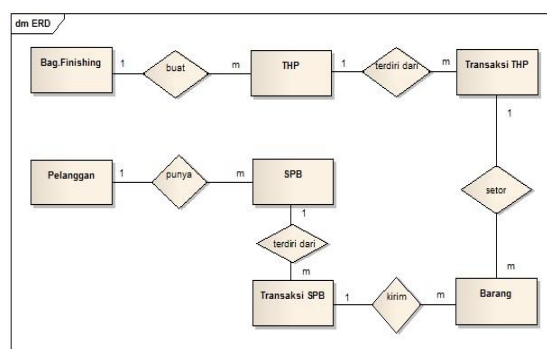 dm ERD
Bag.Finishing 1 buat m THP 1 terdiri dari m Transaksi THP
1
setor
m
Pelanggan 1 punya m SPB
1
terdiri dari
m
Transaksi SPB 1 kirim m Barang